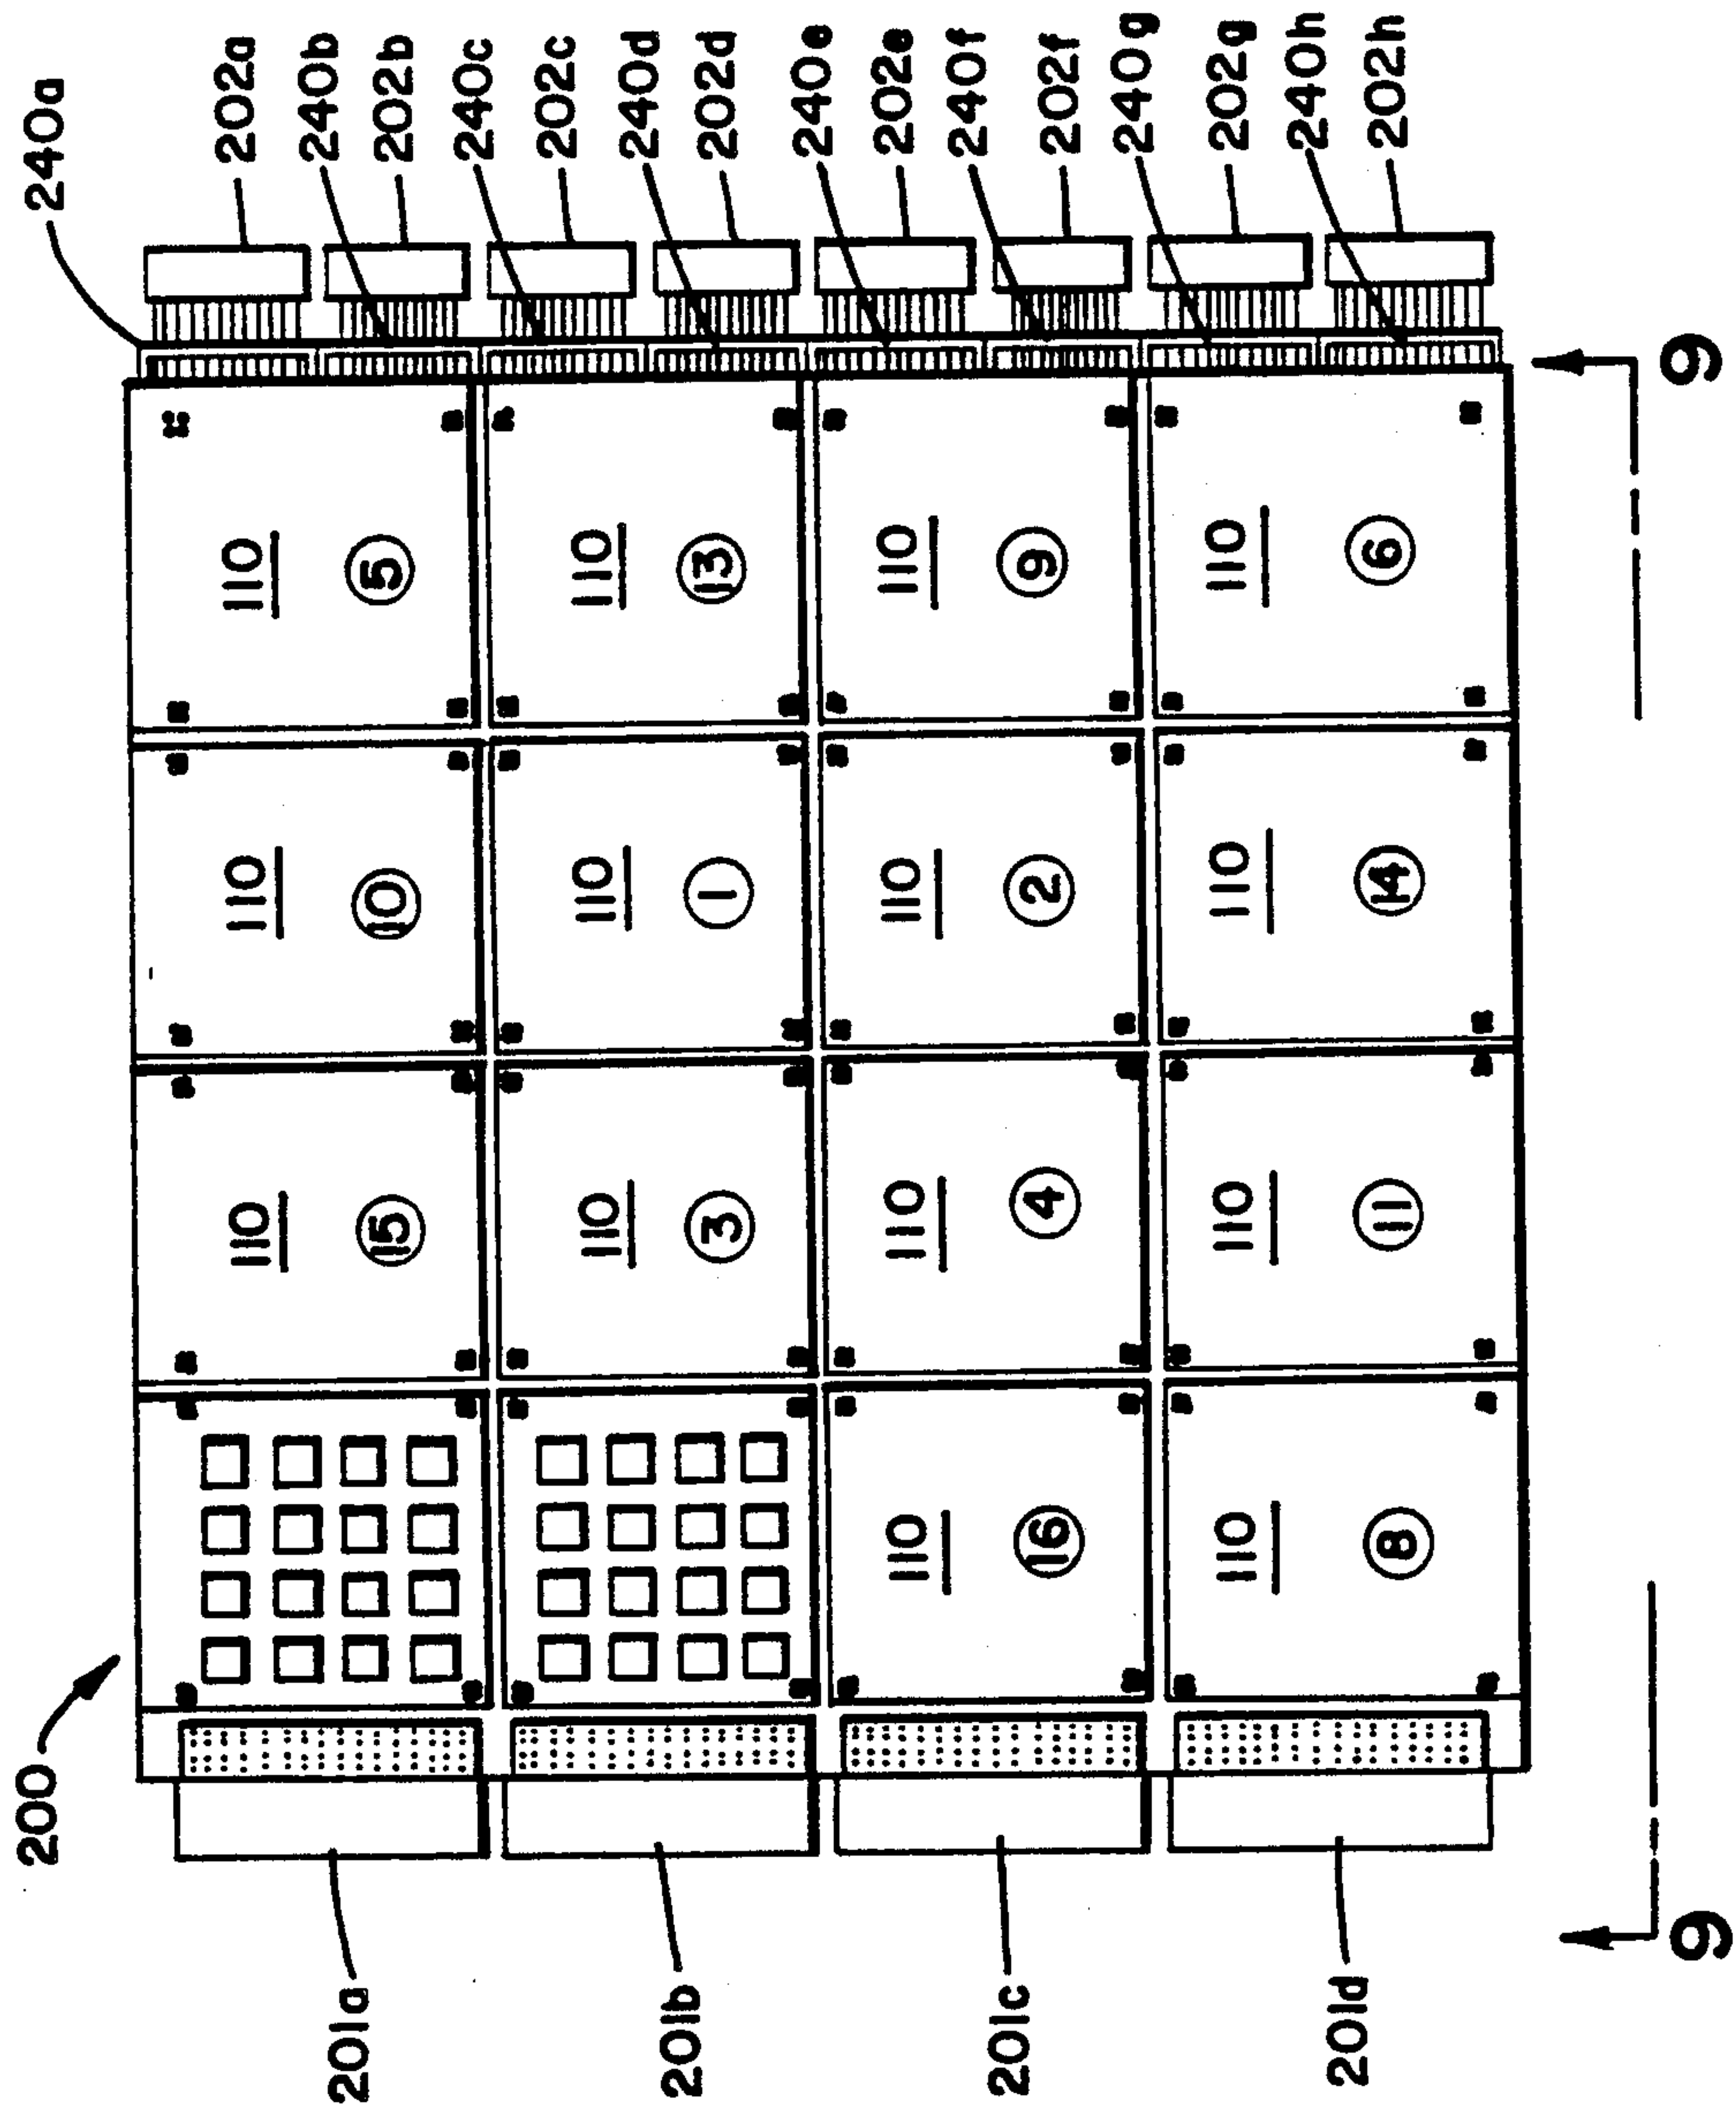 200
240a
110 110 110 202a
240b
201a 15 10 5 202b
240c
110 110 110 202c
240d
201b 3 1 13 202d
240e
110 110 110 110 202e
240f
201c 16 4 2 9 202f
240g
110 110 110 110 202g
240h
201d 8 11 14 6 202h
9 9